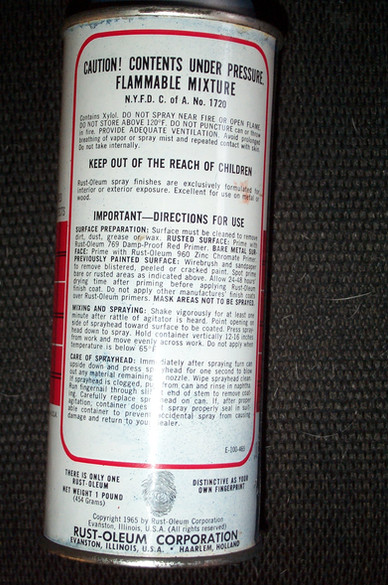 CAUTION! CONTENTS UNDER PRESSURE.
FLAMMABLE MIXTURE
N.Y.F.D. C. of A. No. 1720
Contains Xylol. DO NOT SPRAY NEAR FIRE OR OPEN FLAME.
DO NOT STORE ABOVE 120°F. DO NOT PUNCTURE can or throw
in fire. PROVIDE ADEQUATE VENTILATION. Avoid prolonged
breathing of vapor or spray mist and repeated contact with skin.
Do not take internally.
KEEP OUT OF THE REACH OF CHILDREN
Rust-Oleum spray finishes are exclusively formulated for
interior or exterior exposure. Excellent for use on metal or
wood.
IMPORTANT—DIRECTIONS FOR USE
SURFACE PREPARATION: Surface must be cleaned to remove
dirt, dust, grease or wax. RUSTED SURFACE: Prime with
Rust-Oleum 769 Damp-Proof Red Primer. BARE METAL SUR-
FACE: Prime with Rust-Oleum 960 Zinc Chromate Primer.
PREVIOUSLY PAINTED SURFACE: Wirebrush and sandpaper
to remove blistered, peeled or cracked paint. Spot prime
bare or rusted areas as indicated above. Allow 24-48 hours
drying time after priming before applying Rust-Oleum
finish coat. Do not apply other manufactures' finish coats
over Rust-Oleum primers. MASK AREAS NOT TO BE SPRAYED.
MIXING AND SPRAYING: Shake vigorously for at least one
minute after rattle of agitator is heard. Point opening in
side of sprayhead toward surface to be coated. Press spray-
head down to spray. Hold container vertically 12-16 inches
from work and move evenly across work. Do not apply when
temperature is below 65°F.
CARE OF SPRAYHEAD: Immediately after spraying turn can
upside down and press sprayhead for one second to blow
out any material remaining nozzle. Wipe sprayhead clean.
If sprayhead is clogged, pu from can and rinse in naphtha.
Run fingernail through slit end of stem to remove coat-
ing. Carefully replace spr head on can. If, after proper
agitation, container does t spray properly seal in suit-
able container to prevent accidental spray from causing
damage and return to your dealer.
E-100-465
THERE IS ONLY ONE
RUST-OLEUM
NET WEIGHT 1 POUND
(454 Grams)
DISTINCTIVE AS YOUR
OWN FINGERPRINT
Copyright 1965 by Rust-Oleum Corporation
Evanston, Illinois, U.S.A. (All rights reserved)
RUST-OLEUM CORPORATION
EVANSTON, ILLINOIS, U.S.A. • HAARLEM, HOLLAND